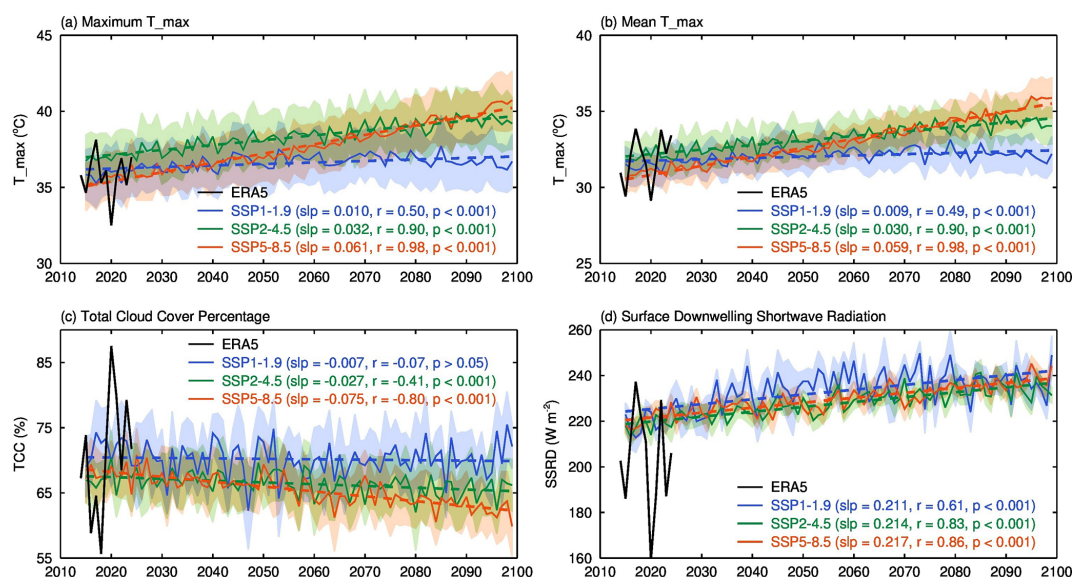 (a) Maximum T_max
45
40
35
30
T_max (°C)
ERA5
SSP1-1.9 (slp = 0.010, r = 0.50, p < 0.001)
SSP2-4.5 (slp = 0.032, r = 0.90, p < 0.001)
SSP5-8.5 (slp = 0.061, r = 0.98, p < 0.001)
2010 2020 2030 2040 2050 2060 2070 2080 2090 2100
(b) Mean T_max
40
35
30
25
T_max (°C)
ERA5
SSP1-1.9 (slp = 0.009, r = 0.49, p < 0.001)
SSP2-4.5 (slp = 0.030, r = 0.90, p < 0.001)
SSP5-8.5 (slp = 0.059, r = 0.98, p < 0.001)
2010 2020 2030 2040 2050 2060 2070 2080 2090 2100
(c) Total Cloud Cover Percentage
85
75
65
55
TCC (%)
ERA5
SSP1-1.9 (slp = -0.007, r = -0.07, p > 0.05)
SSP2-4.5 (slp = -0.027, r = -0.41, p < 0.001)
SSP5-8.5 (slp = -0.075, r = -0.80, p < 0.001)
2010 2020 2030 2040 2050 2060 2070 2080 2090 2100
(d) Surface Downwelling Shortwave Radiation
260
240
220
200
180
160
SSRD (W m⁻²)
ERA5
SSP1-1.9 (slp = 0.211, r = 0.61, p < 0.001)
SSP2-4.5 (slp = 0.214, r = 0.83, p < 0.001)
SSP5-8.5 (slp = 0.217, r = 0.86, p < 0.001)
2010 2020 2030 2040 2050 2060 2070 2080 2090 2100